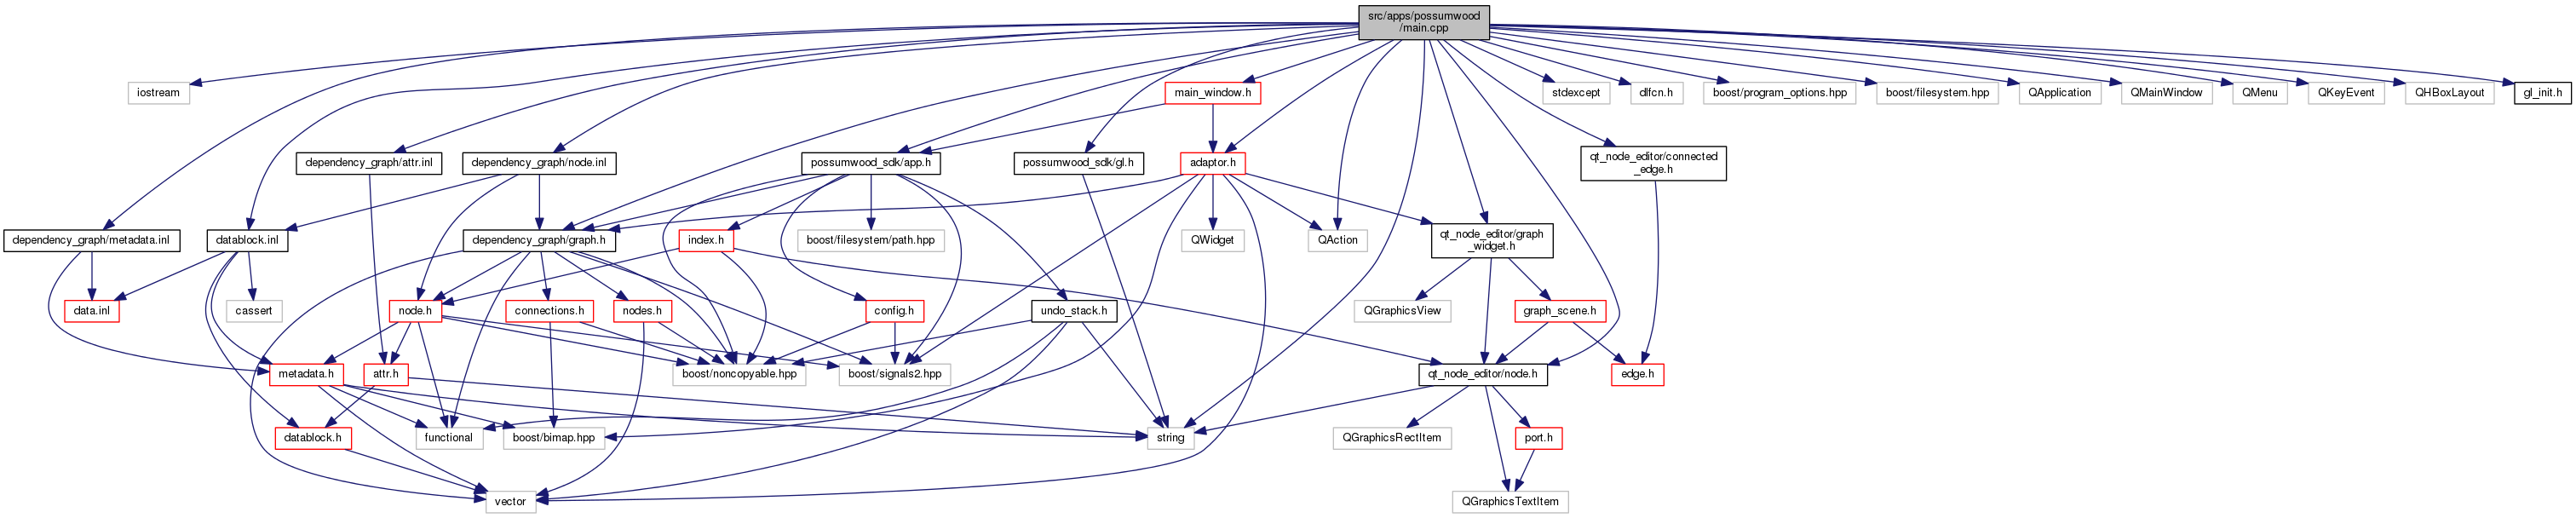 src/apps/possumwood
/main.cpp
iostream
main_window.h
stdexcept
dlfcn.h
boost/program_options.hpp
boost/filesystem.hpp
QApplication
QMainWindow
QMenu
QKeyEvent
QHBoxLayout
gl_init.h
dependency_graph/attr.inl
dependency_graph/node.inl
possumwood_sdk/app.h
possumwood_sdk/gl.h
adaptor.h
qt_node_editor/connected
_edge.h
dependency_graph/metadata.inl
datablock.inl
dependency_graph/graph.h
index.h
boost/filesystem/path.hpp
QWidget
QAction
qt_node_editor/graph
_widget.h
data.inl
cassert
node.h
connections.h
nodes.h
config.h
undo_stack.h
QGraphicsView
graph_scene.h
metadata.h
attr.h
boost/noncopyable.hpp
boost/signals2.hpp
qt_node_editor/node.h
edge.h
datablock.h
functional
boost/bimap.hpp
string
QGraphicsRectItem
port.h
vector
QGraphicsTextItem